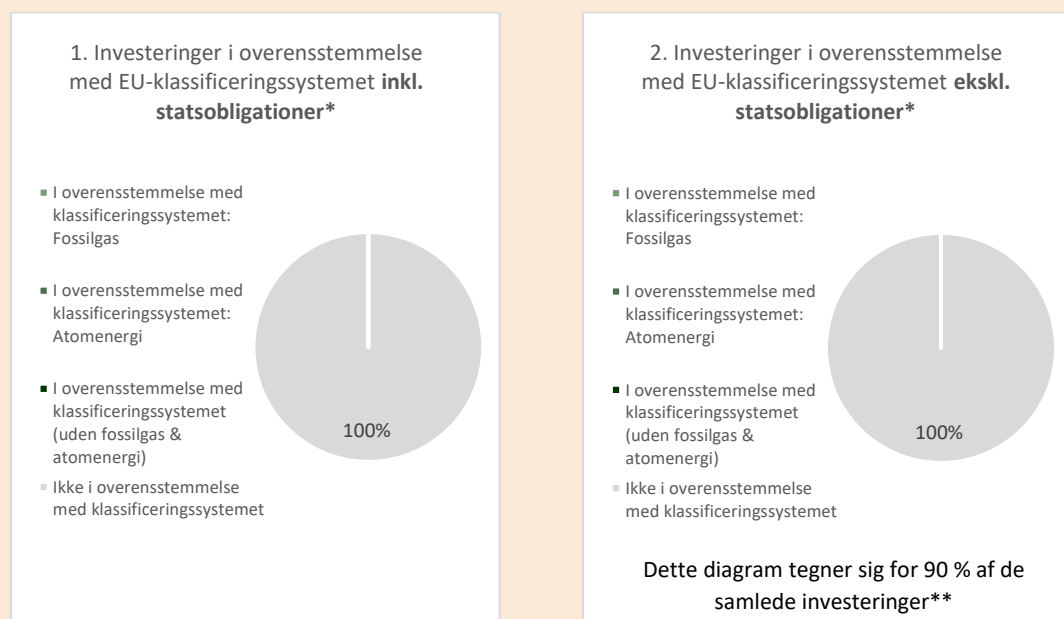 1. Investeringer i overensstemmelse
med EU-klassificeringssystemet inkl.
statsobligationer*
I overensstemmelse med
klassificeringssystemet:
Fossilgas
I overensstemmelse med
klassificeringssystemet:
Atomenergi
I overensstemmelse med
klassificeringssystemet
(uden fossilgas &
atomenergi)
Ikke i overensstemmelse
med klassificeringssystemet
100%
2. Investeringer i overensstemmelse
med EU-klassificeringssystemet ekskl.
statsobligationer*
I overensstemmelse med
klassificeringssystemet:
Fossilgas
I overensstemmelse med
klassificeringssystemet:
Atomenergi
I overensstemmelse med
klassificeringssystemet
(uden fossilgas &
atomenergi)
Ikke i overensstemmelse
med klassificeringssystemet
100%
Dette diagram tegner sig for 90 % af de
samlede investeringer**